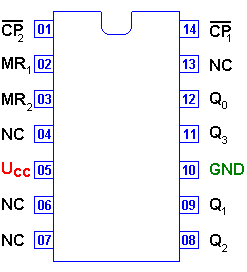 CP2 01 14 CP1
MR1 02 13 NC
MR2 03 12 Q0
NC 04 11 Q3
UCC 05 10 GND
NC 06 09 Q1
NC 07 08 Q2